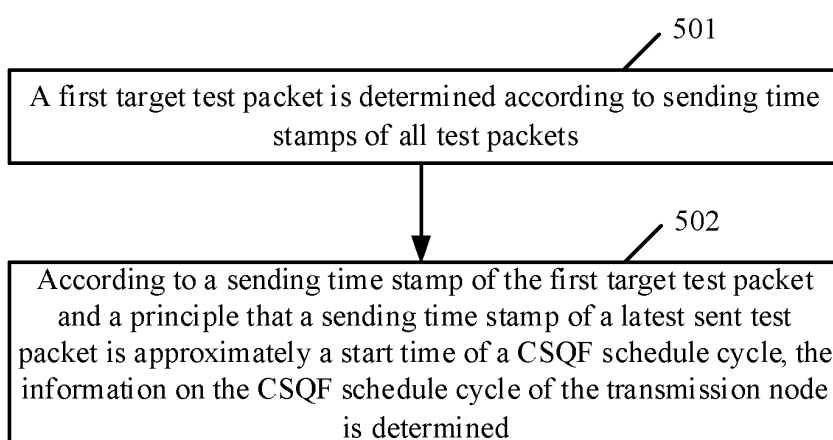 501
A first target test packet is determined according to sending time
stamps of all test packets
502
According to a sending time stamp of the first target test packet
and a principle that a sending time stamp of a latest sent test
packet is approximately a start time of a CSQF schedule cycle, the
information on the CSQF schedule cycle of the transmission node
is determined